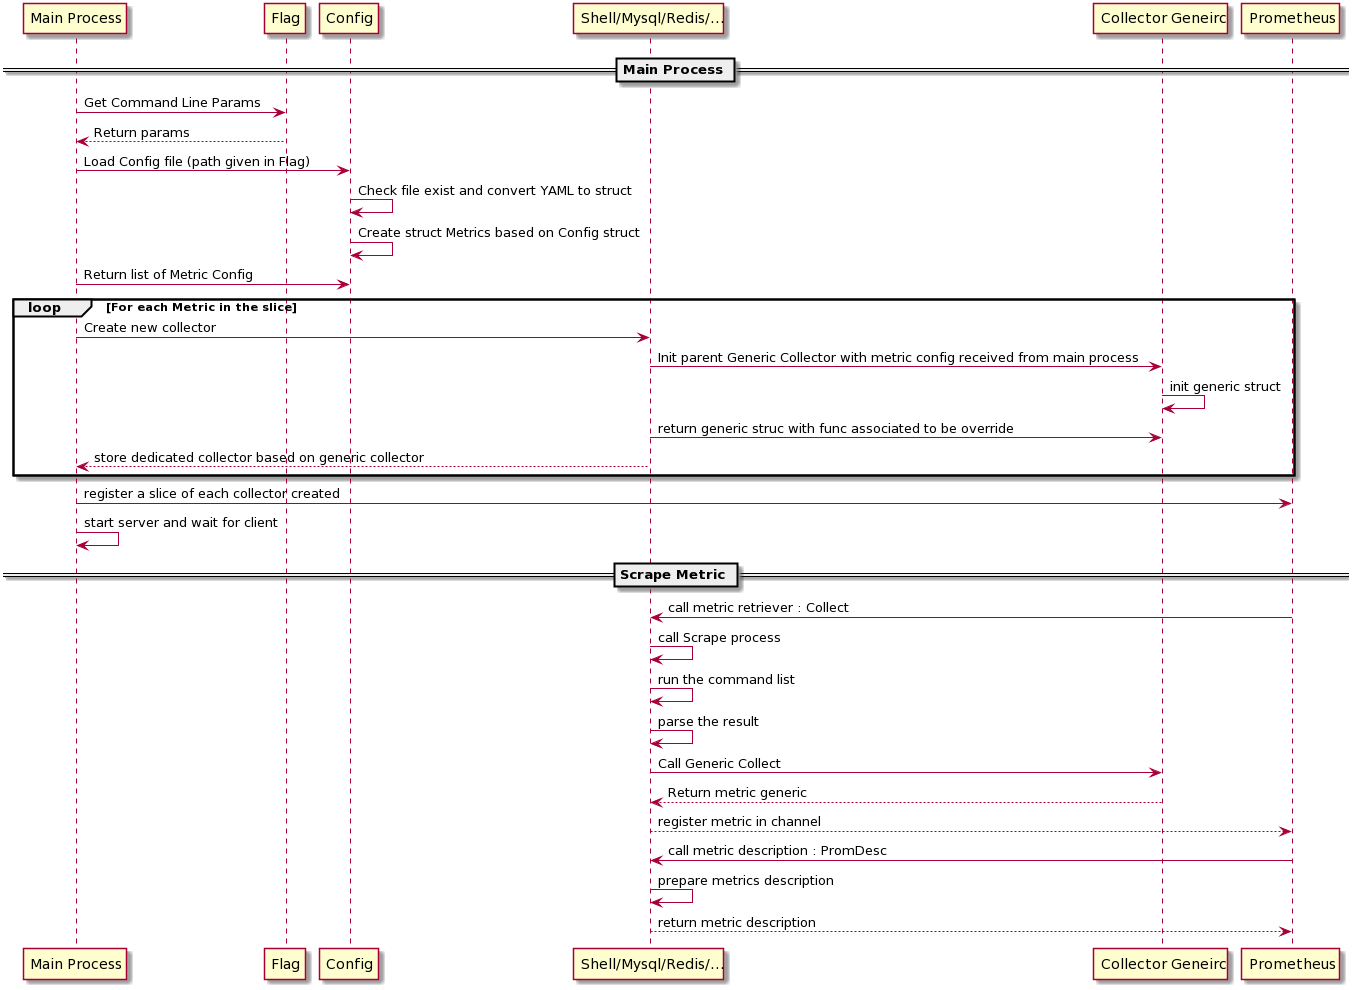 Main Process Flag Config Shell/Mysql/Redis/... Collector Geneirc Prometheus
Main Process
Get Command Line Params
Return params
Load Config file (path given in Flag)
Check file exist and convert YAML to struct
Create struct Metrics based on Config struct
Return list of Metric Config
loop [For each Metric in the slice]
Create new collector
Init parent Generic Collector with metric config received from main process
init generic struct
return generic struc with func associated to be override
store dedicated collector based on generic collector
register a slice of each collector created
start server and wait for client
Scrape Metric
call metric retriever : Collect
call Scrape process
run the command list
parse the result
Call Generic Collect
Return metric generic
register metric in channel
call metric description : PromDesc
prepare metrics description
return metric description
Main Process Flag Config Shell/Mysql/Redis/... Collector Geneirc Prometheus